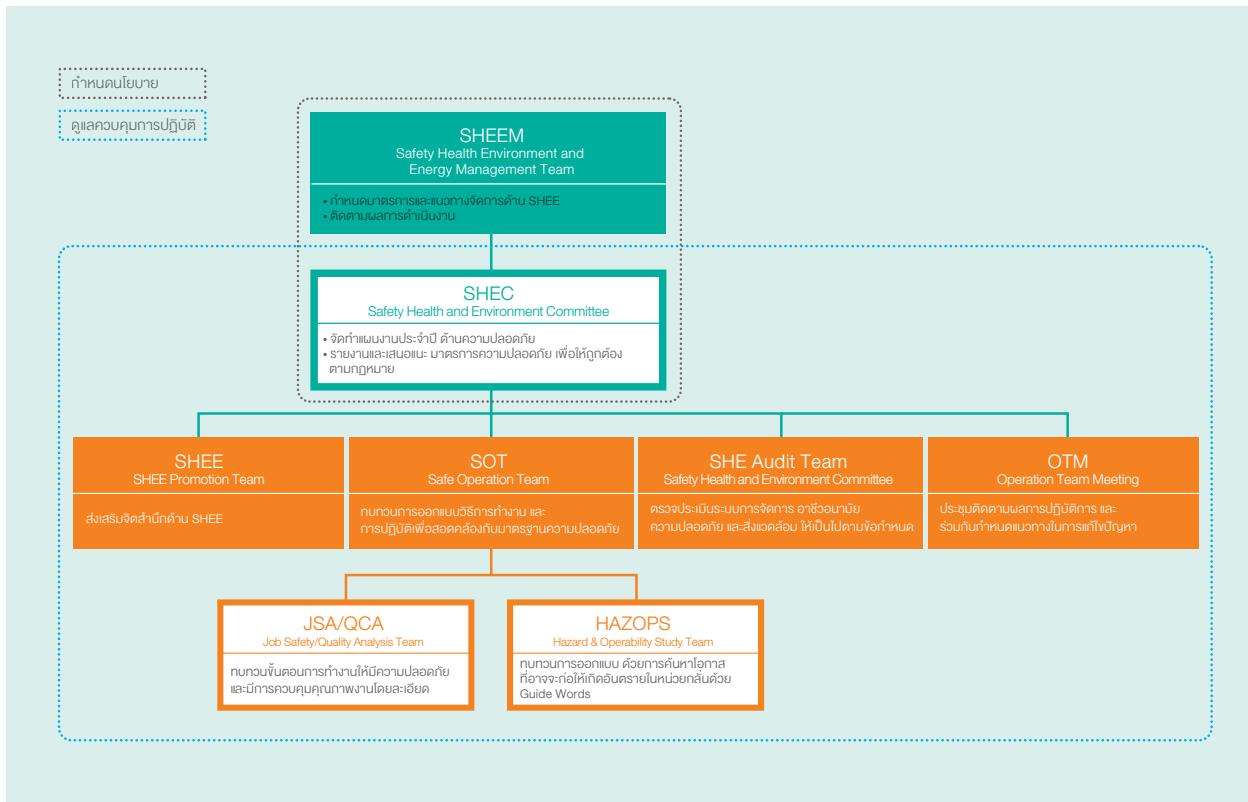 กำหนดนโยบาย
ดูแลควบคุมการปฏิบัติ
SHEEM
Safety Health Environment and
Energy Management Team
• กำหนดมาตรการและแนวทางจัดการด้าน SHEE
• ติดตามผลการดำเนินงาน
SHEC
Safety Health and Environment Committee
• จัดทำแผนงานประจำปี ด้านความปลอดภัย
• รายงานและเสนอแนะ มาตรการความปลอดภัย เพื่อให้ถูกต้อง
ตามกฎหมาย
SHEE
SHEE Promotion Team
ส่งเสริมจิตสำนึกด้าน SHEE
SOT
Safe Operation Team
ทบทวนการออกแบบวิธีการทำงาน และ
การปฏิบัติเพื่อสอดคล้องกับมาตรฐานความปลอดภัย
SHE Audit Team
Safety Health and Environment Committee
ตรวจประเมินระบบการจัดการ อาชีวอนามัย
ความปลอดภัย และสิ่งแวดล้อม ให้เป็นไปตามข้อกำหนด
OTM
Operation Team Meeting
ประชุมติดตามผลการปฏิบัติการ และ
ร่วมกันกำหนดแนวทางในการแก้ไขปัญหา
JSA/QCA
Job Safety/Quality Analysis Team
ทบทวนขั้นตอนการทำงานให้มีความปลอดภัย
และมีการควบคุมคุณภาพงานโดยละเอียด
HAZOPS
Hazard & Operability Study Team
ทบทวนการออกแบบ ด้วยการค้นหาโอกาส
ที่อาจจะก่อให้เกิดอันตรายในหน่วยกลั่นด้วย
Guide Words